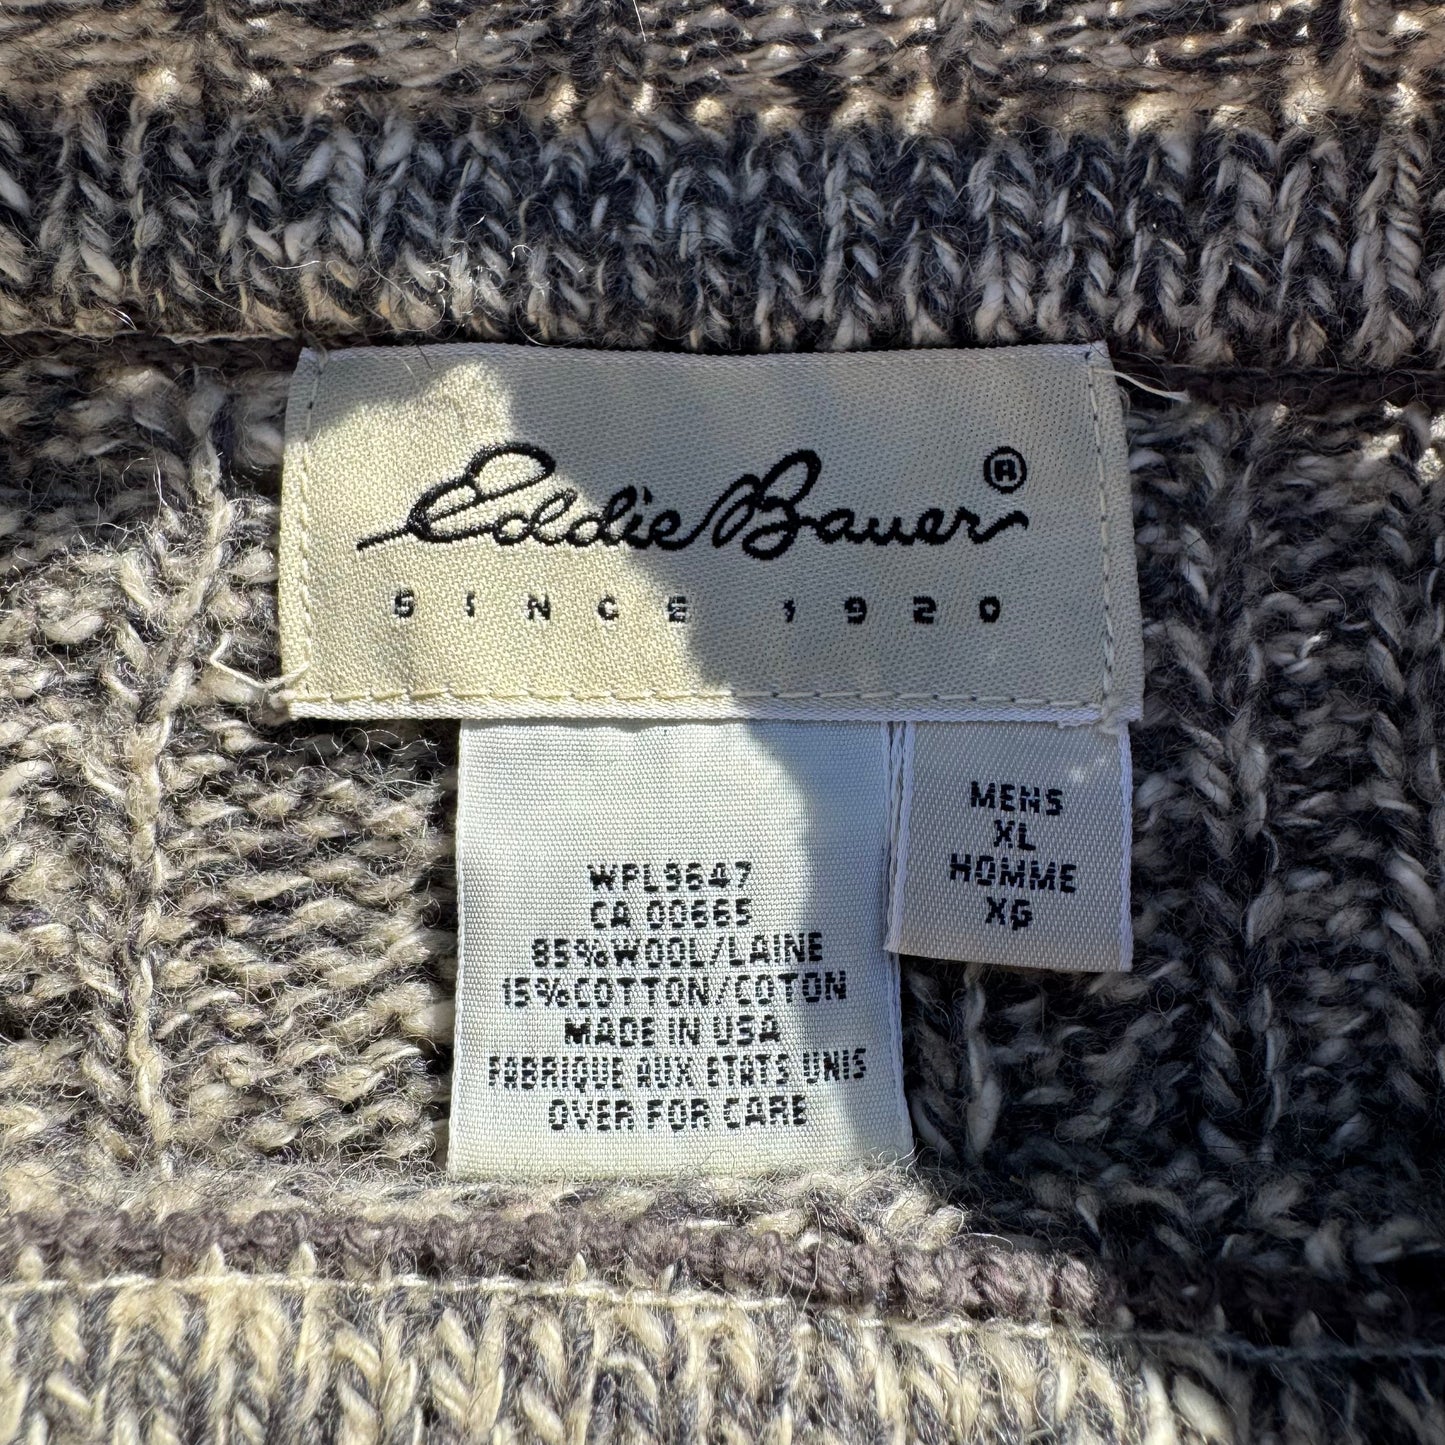 Eddie Bauer®
SINCE 1920
MENS
XL
HOMME
XG
WPL9647
CA 00665
85%WOOL/LAINE
15%COTTON/COTON
MADE IN USA
FABRIQUE AUX ETATS UNIS
OVER FOR CARE